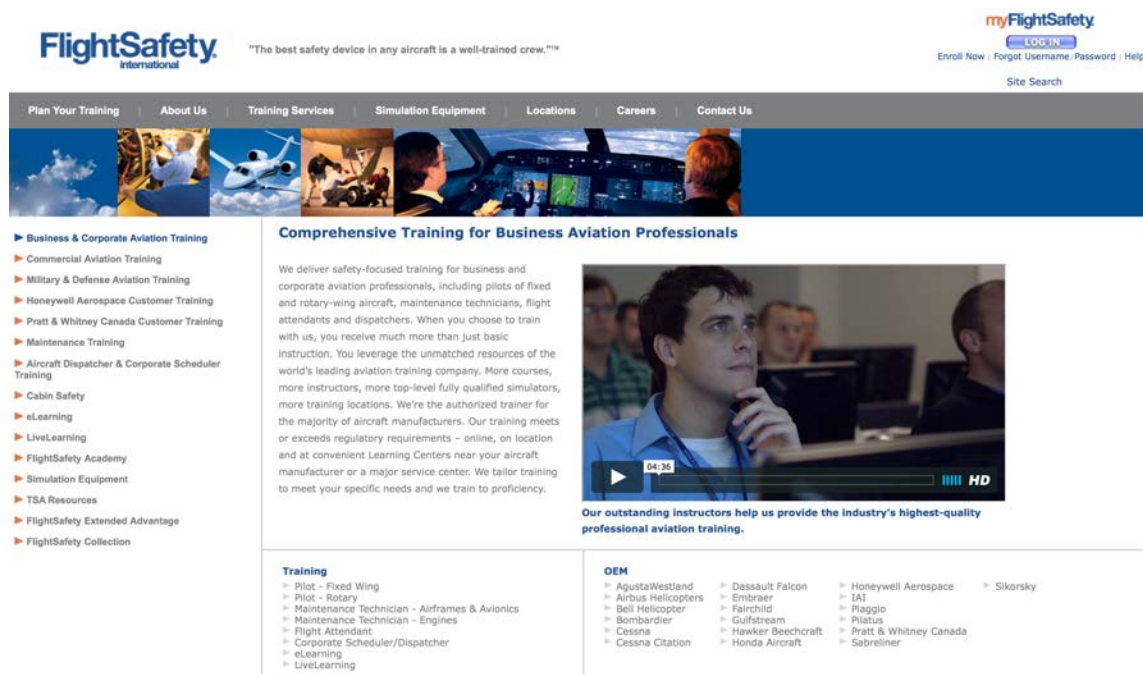 FlightSafety
international
"The best safety device in any aircraft is a well-trained crew."™
myFlightSafety
LOG IN
Enroll Now | Forgot Username/Password | Help
Site Search
Plan Your Training | About Us | Training Services | Simulation Equipment | Locations | Careers | Contact Us
Business & Corporate Aviation Training
Commercial Aviation Training
Military & Defense Aviation Training
Honeywell Aerospace Customer Training
Pratt & Whitney Canada Customer Training
Maintenance Training
Aircraft Dispatcher & Corporate Scheduler
Training
Cabin Safety
eLearning
LiveLearning
FlightSafety Academy
Simulation Equipment
TSA Resources
FlightSafety Extended Advantage
FlightSafety Collection
Comprehensive Training for Business Aviation Professionals
We deliver safety-focused training for business and
corporate aviation professionals, including pilots of fixed
and rotary-wing aircraft, maintenance technicians, flight
attendants and dispatchers. When you choose to train
with us, you receive much more than just basic
instruction. You leverage the unmatched resources of the
world's leading aviation training company. More courses,
more instructors, more top-level fully qualified simulators,
more training locations. We're the authorized trainer for
the majority of aircraft manufacturers. Our training meets
or exceeds regulatory requirements – online, on location
and at convenient Learning Centers near your aircraft
manufacturer or a major service center. We tailor training
to meet your specific needs and we train to proficiency.
04:36
HD
Our outstanding instructors help us provide the industry's highest-quality
professional aviation training.
Training
Pilot - Fixed Wing
Pilot - Rotary
Maintenance Technician - Airframes & Avionics
Maintenance Technician - Engines
Flight Attendant
Corporate Scheduler/Dispatcher
eLearning
LiveLearning
OEM
AgustaWestland
Airbus Helicopters
Bell Helicopter
Bombardier
Cessna
Cessna Citation
Dassault Falcon
Embraer
Fairchild
Gulfstream
Hawker Beechcraft
Honda Aircraft
Honeywell Aerospace
IAI
Piaggio
Pilatus
Pratt & Whitney Canada
Sabreliner
Sikorsky